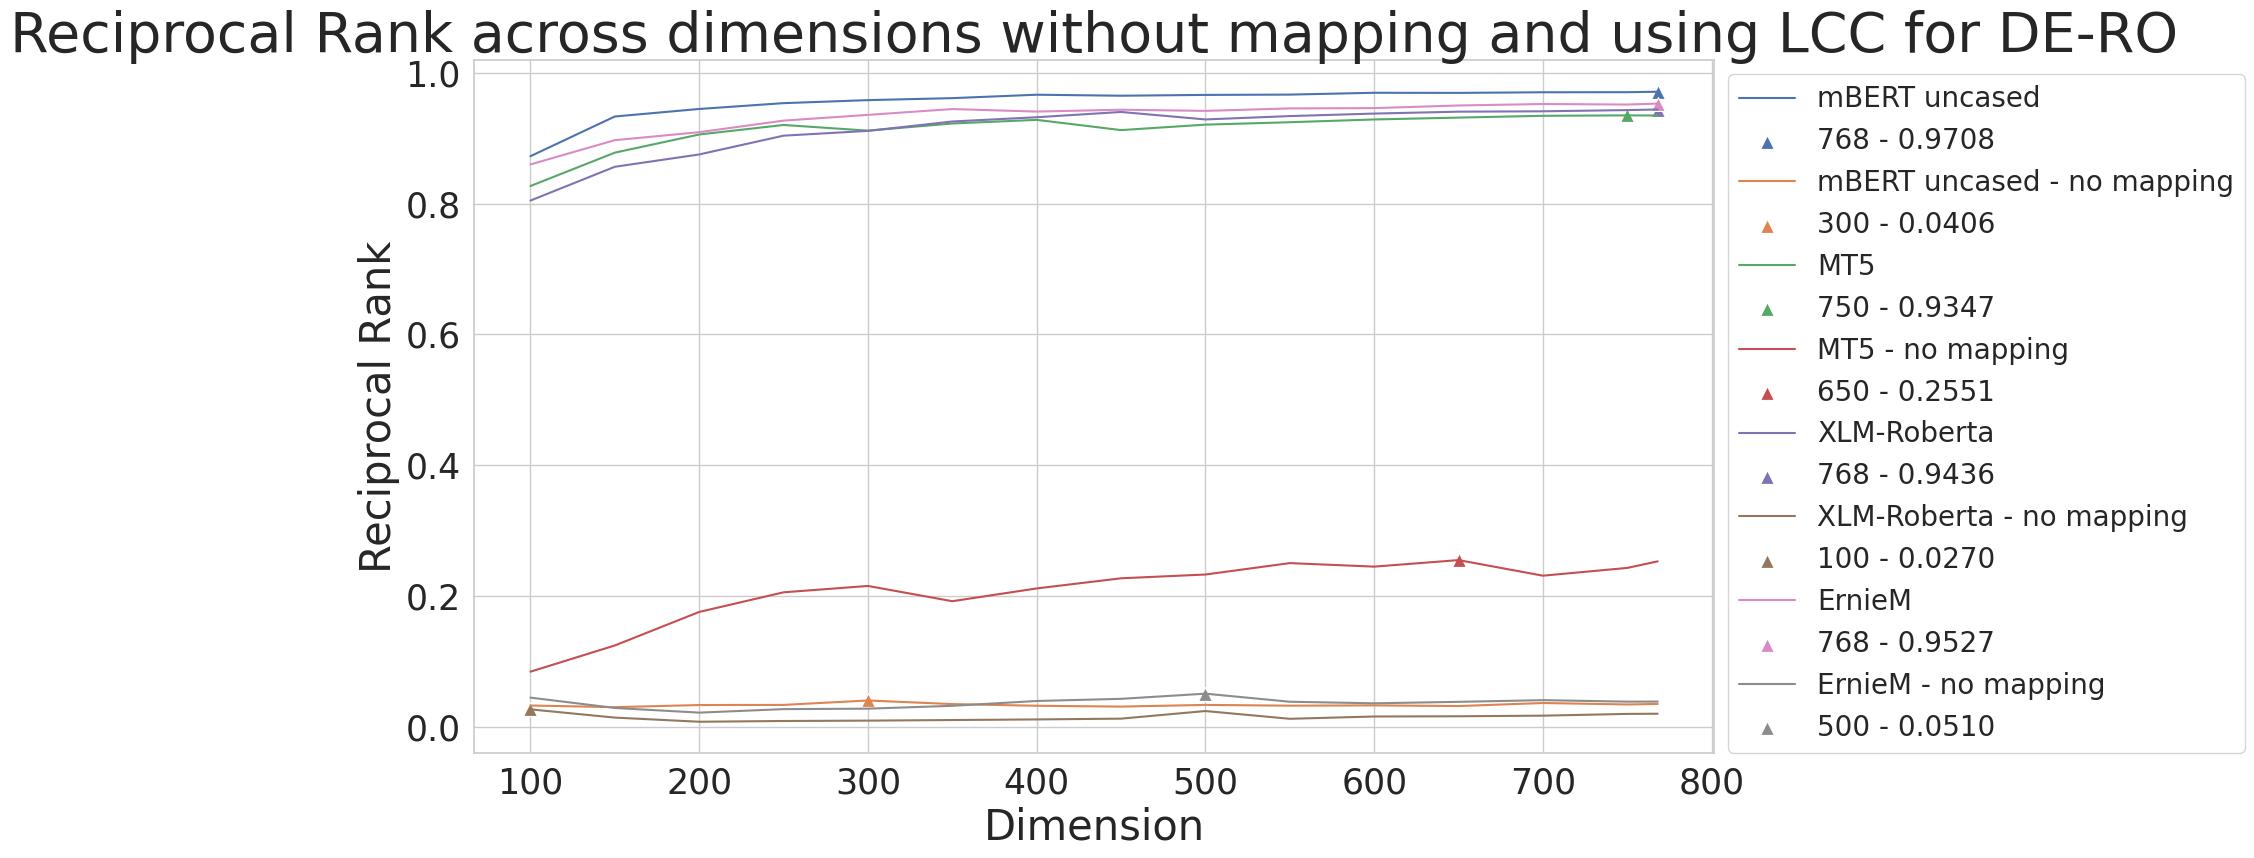 Reciprocal Rank across dimensions without mapping and using LCC for DE-RO
1.0
0.8
0.6
0.4
0.2
0.0
Reciprocal Rank
100 200 300 400 500 600 700 800
Dimension
mBERT uncased
768 - 0.9708
mBERT uncased - no mapping
300 - 0.0406
MT5
750 - 0.9347
MT5 - no mapping
650 - 0.2551
XLM-Roberta
768 - 0.9436
XLM-Roberta - no mapping
100 - 0.0270
ErnieM
768 - 0.9527
ErnieM - no mapping
500 - 0.0510